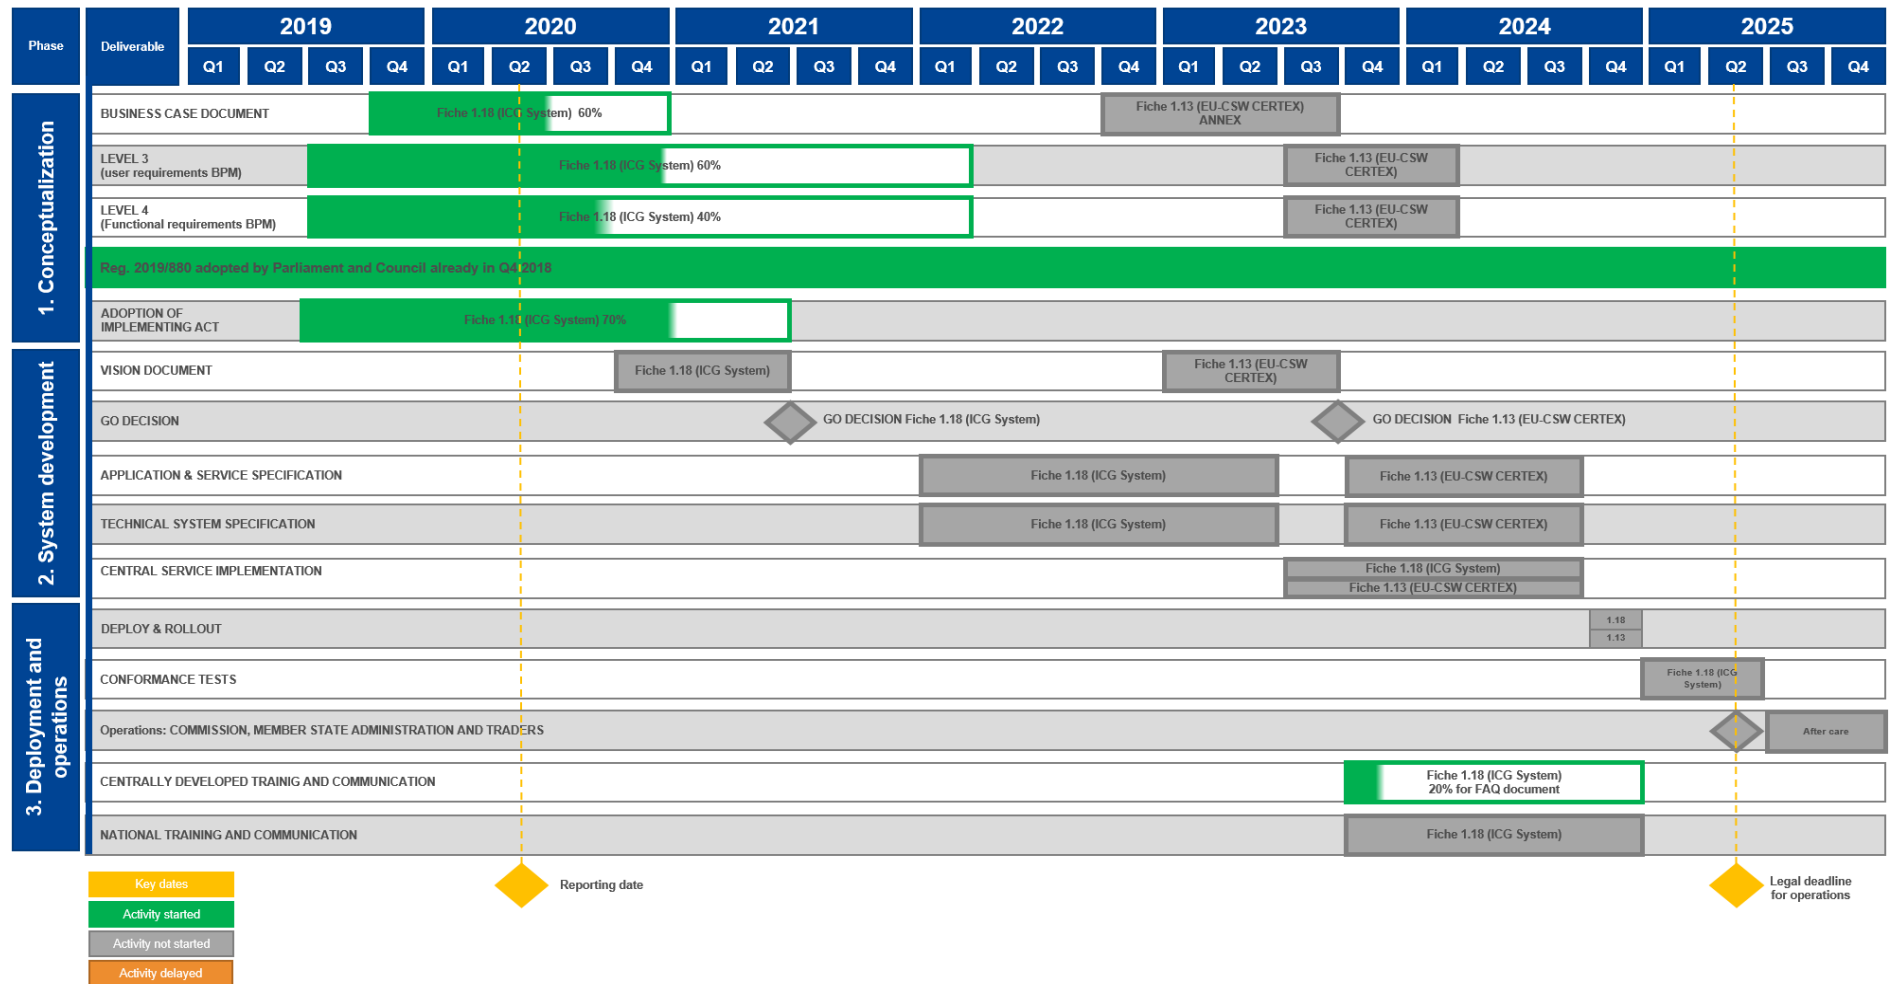 Phase
Deliverable
2019
2020
2021
2022
2023
2024
2025
Q1 Q2 Q3 Q4 Q1 Q2 Q3 Q4 Q1 Q2 Q3 Q4 Q1 Q2 Q3 Q4 Q1 Q2 Q3 Q4 Q1 Q2 Q3 Q4 Q1 Q2 Q3 Q4
1. Conceptualization
BUSINESS CASE DOCUMENT
Fiche 1.18 (ICG System) 60%
Fiche 1.13 (EU-CSW CERTEX)
ANNEX
LEVEL 3
(user requirements BPM)
Fiche 1.18 (ICG System) 60%
Fiche 1.13 (EU-CSW
CERTEX)
LEVEL 4
(Functional requirements BPM)
Fiche 1.18 (ICG System) 40%
Fiche 1.13 (EU-CSW
CERTEX)
Reg. 2019/880 adopted by Parliament and Council already in Q4 2018
ADOPTION OF
IMPLEMENTING ACT
Fiche 1.18 (ICG System) 70%
2. System development
VISION DOCUMENT
Fiche 1.18 (ICG System)
Fiche 1.13 (EU-CSW
CERTEX)
GO DECISION
GO DECISION Fiche 1.18 (ICG System)
GO DECISION Fiche 1.13 (EU-CSW CERTEX)
APPLICATION & SERVICE SPECIFICATION
Fiche 1.18 (ICG System)
Fiche 1.13 (EU-CSW CERTEX)
TECHNICAL SYSTEM SPECIFICATION
Fiche 1.18 (ICG System)
Fiche 1.13 (EU-CSW CERTEX)
CENTRAL SERVICE IMPLEMENTATION
Fiche 1.18 (ICG System)
Fiche 1.13 (EU-CSW CERTEX)
3. Deployment and
operations
DEPLOY & ROLLOUT
1.18
1.13
CONFORMANCE TESTS
Fiche 1.18 (ICG
System)
Operations: COMMISSION, MEMBER STATE ADMINISTRATION AND TRADERS
After care
CENTRALLY DEVELOPED TRAINIG AND COMMUNICATION
Fiche 1.18 (ICG System)
20% for FAQ document
NATIONAL TRAINING AND COMMUNICATION
Fiche 1.18 (ICG System)
Key dates
Reporting date
Legal deadline
for operations
Activity started
Activity not started
Activity delayed